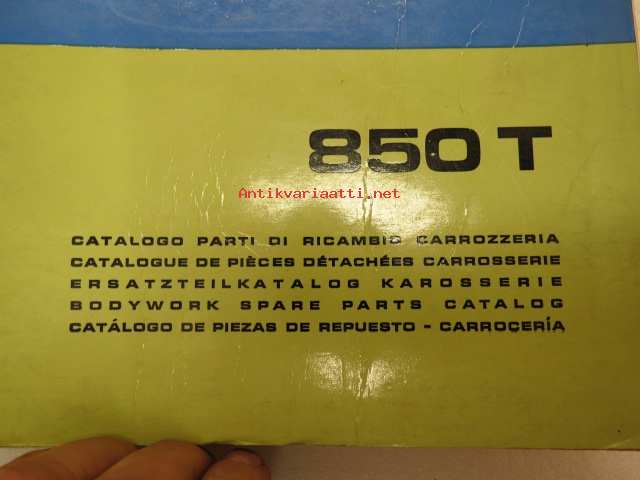 850 T
Antikvariaatti.net
CATALOGO PARTI DI RICAMBIO CARROZZERIA
CATALOGUE DE PIÈCES DÉTACHÉES CARROSSERIE
ERSATZTEILKATALOG KAROSSERIE
BODYWORK SPARE PARTS CATALOG
CATÁLOGO DE PIEZAS DE REPUESTO - CARROÇERÍA